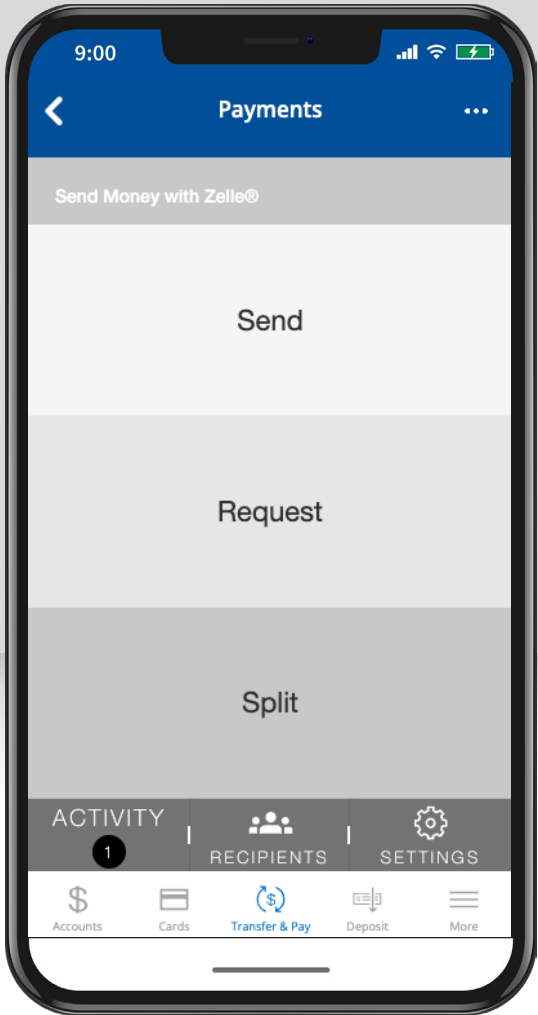 9:00
Payments
Send Money with Zelle®
Send
Request
Split
ACTIVITY
1
RECIPIENTS
SETTINGS
Accounts
Cards
Transfer & Pay
Deposit
More